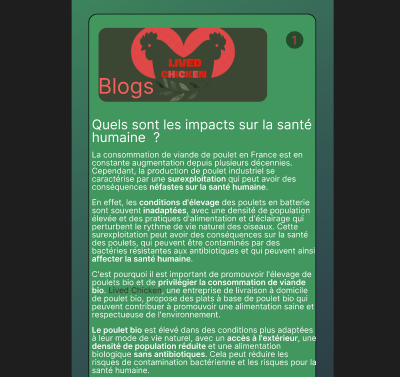 LIVED
CHICKEN
1
Blogs
Quels sont les impacts sur la santé
humaine ?
La consommation de viande de poulet en France est en
constante augmentation depuis plusieurs décennies.
Cependant, la production de poulet industriel se
caractérise par une surexploitation qui peut avoir des
conséquences néfastes sur la santé humaine.
En effet, les conditions d'élevage des poulets en batterie
sont souvent inadaptées, avec une densité de population
élevée et des pratiques d'alimentation et d'éclairage qui
perturbent le rythme de vie naturel des oiseaux. Cette
surexploitation peut avoir des conséquences sur la santé
des poulets, qui peuvent être contaminés par des
bactéries résistantes aux antibiotiques et qui peuvent ainsi
affecter la santé humaine.
C'est pourquoi il est important de promouvoir l'élevage de
poulets bio et de privilégier la consommation de viande
bio. Lived Chicken, une entreprise de livraison à domicile
de poulet bio, propose des plats à base de poulet bio qui
peuvent contribuer à promouvoir une alimentation saine et
respectueuse de l'environnement.
Le poulet bio est élevé dans des conditions plus adaptées
à leur mode de vie naturel, avec un accès à l'extérieur, une
densité de population réduite et une alimentation
biologique sans antibiotiques. Cela peut réduire les
risques de contamination bactérienne et les risques pour la
santé humaine.